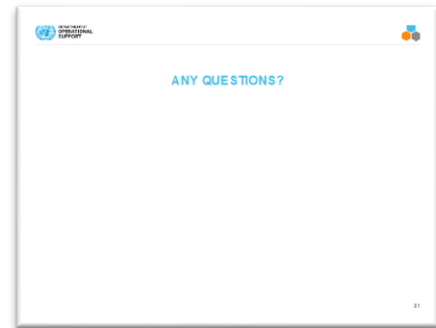 DEPARTMENT OF
OPERATIONAL
SUPPORT
ANY QUESTIONS?
21